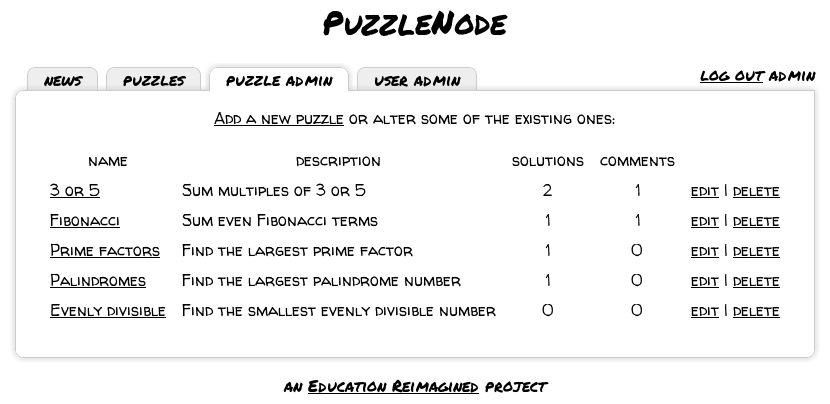 PuzzleNode
news puzzles puzzle admin user admin log out admin
Add a new puzzle or alter some of the existing ones:
name description solutions comments
3 or 5 Sum multiples of 3 or 5 2 1 edit | delete
Fibonacci Sum even Fibonacci terms 1 1 edit | delete
Prime factors Find the largest prime factor 1 0 edit | delete
Palindromes Find the largest palindrome number 1 0 edit | delete
Evenly divisible Find the smallest evenly divisible number 0 0 edit | delete
an Education Reimagined project